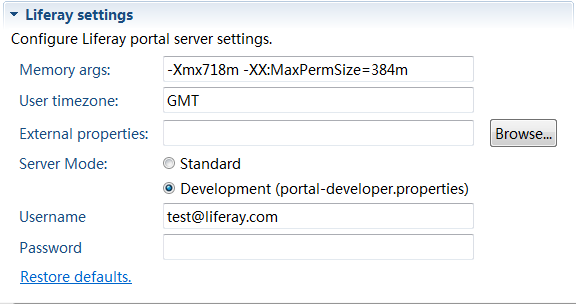 Liferay settings
Configure Liferay portal server settings.
Memory args: -Xmx718m -XX:MaxPermSize=384m
User timezone: GMT
External properties: Browse...
Server Mode: Standard
Development (portal-developer.properties)
Username test@liferay.com
Password
Restore defaults.